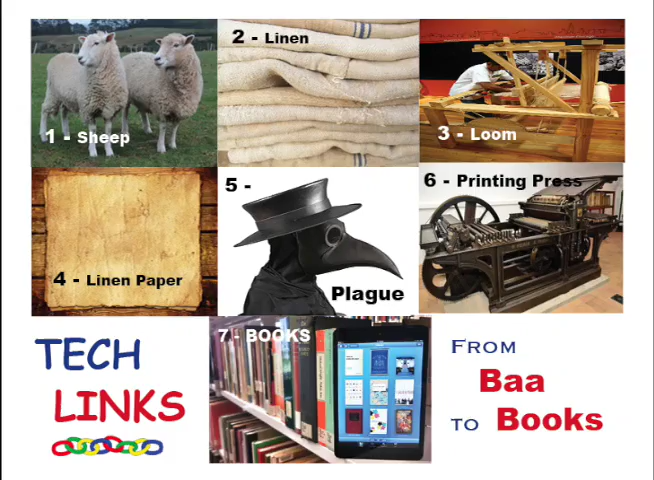 1 - Sheep
2 - Linen
3 - Loom
4 - Linen Paper
5 -
Plague
6 - Printing Press
7 - BOOKS
TECH
LINKS
FROM
Baa
TO Books